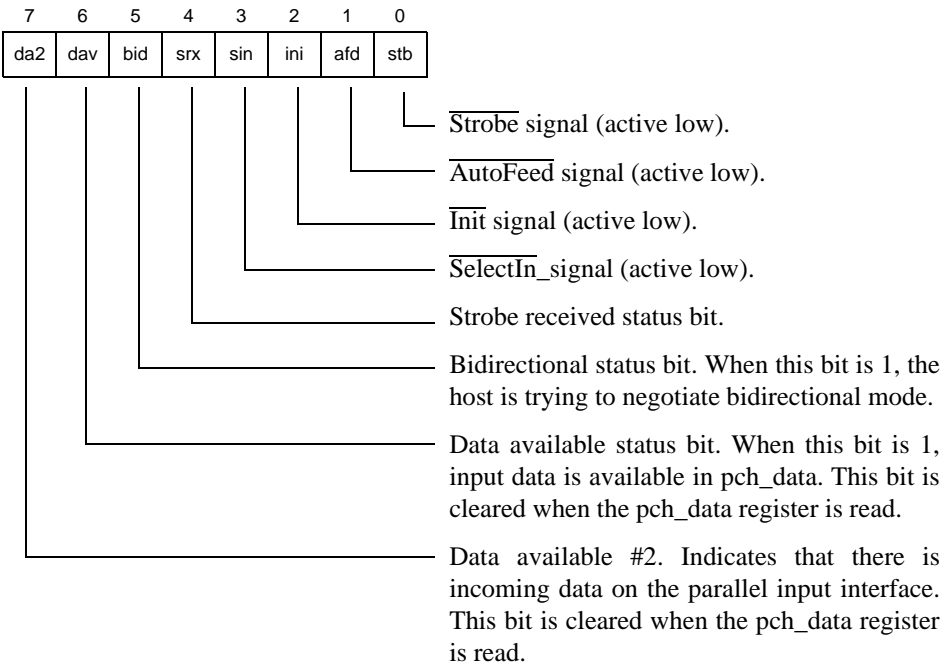 7 6 5 4 3 2 1 0
da2 dav bid srx sin ini afd stb
Strobe signal (active low).
AutoFeed signal (active low).
Init signal (active low).
SelectIn_signal (active low).
Strobe received status bit.
Bidirectional status bit. When this bit is 1, the
host is trying to negotiate bidirectional mode.
Data available status bit. When this bit is 1,
input data is available in pch_data. This bit is
cleared when the pch_data register is read.
Data available #2. Indicates that there is
incoming data on the parallel input interface.
This bit is cleared when the pch_data register
is read.